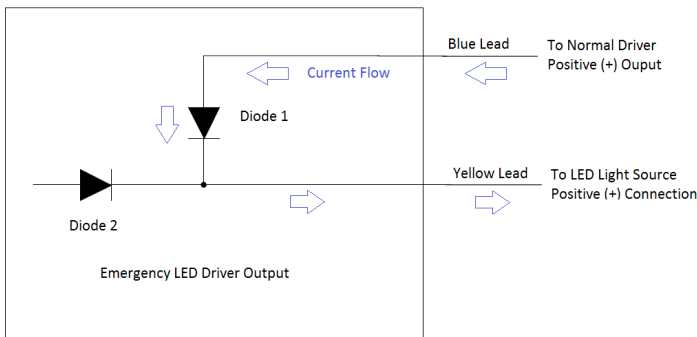 Blue Lead
To Normal Driver
Positive (+) Ouput
Current Flow
Diode 1
Yellow Lead
To LED Light Source
Positive (+) Connection
Diode 2
Emergency LED Driver Output